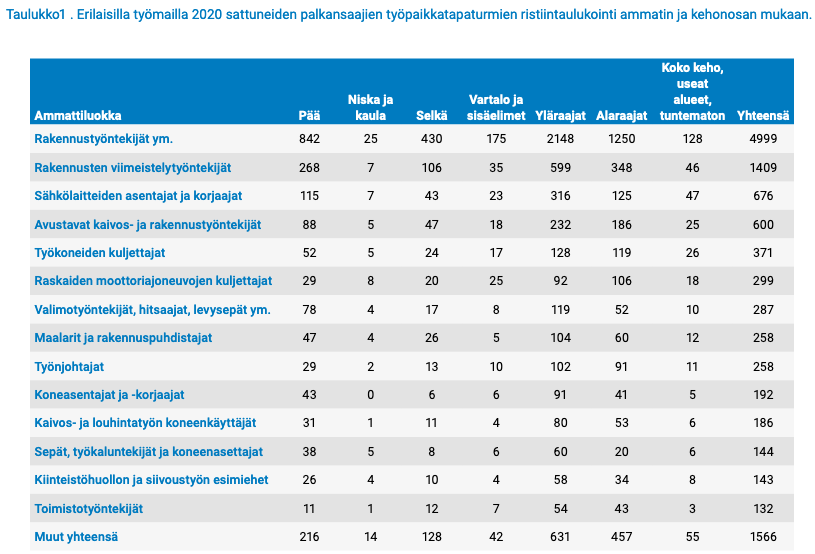 Taulukko1 . Erilaisilla työmailla 2020 sattuneiden palkansaajien työpaikkatapaturmien ristiintaulukointi ammatin ja kehonosan mukaan.
Ammattiluokka Pää Niska ja kaula Selkä Vartalo ja sisäelimet Yläraajat Alaraajat Koko keho, useat alueet, tuntematon Yhteensä
Rakennustyöntekijät ym. 842 25 430 175 2148 1250 128 4999
Rakennusten viimeistelytyöntekijät 268 7 106 35 599 348 46 1409
Sähkölaitteiden asentajat ja korjaajat 115 7 43 23 316 125 47 676
Avustavat kaivos- ja rakennustyöntekijät 88 5 47 18 232 186 25 600
Työkoneiden kuljettajat 52 5 24 17 128 119 26 371
Raskaiden moottoriajoneuvojen kuljettajat 29 8 20 25 92 106 18 299
Valimotyöntekijät, hitsaajat, levysepät ym. 78 4 17 8 119 52 10 287
Maalarit ja rakennuspuhdistajat 47 4 26 5 104 60 12 258
Työnjohtajat 29 2 13 10 102 91 11 258
Koneasentajat ja -korjaajat 43 0 6 6 91 41 5 192
Kaivos- ja louhintatyön koneenkäyttäjät 31 1 11 4 80 53 6 186
Sepät, työkaluntekijät ja koneenasettajat 38 5 8 6 60 20 6 144
Kiinteistöhuollon ja siivoustyön esimiehet 26 4 10 4 58 34 8 143
Toimistotyöntekijät 11 1 12 7 54 43 3 132
Muut yhteensä 216 14 128 42 631 457 55 1566